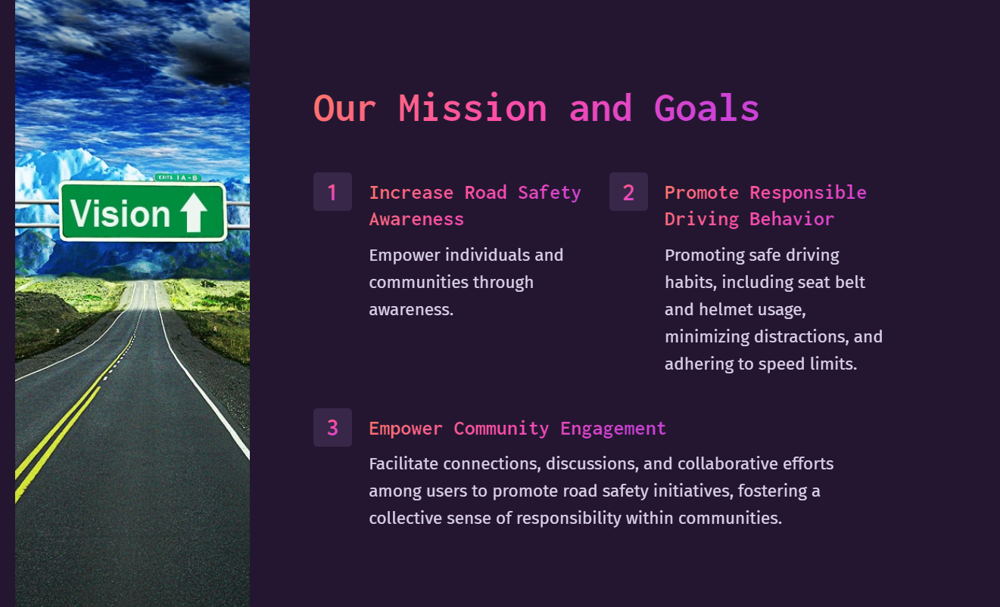 EXITS 1A-B
Vision
Our Mission and Goals
1
Increase Road Safety
Awareness
Empower individuals and
communities through
awareness.
2
Promote Responsible
Driving Behavior
Promoting safe driving
habits, including seat belt
and helmet usage,
minimizing distractions, and
adhering to speed limits.
3
Empower Community Engagement
Facilitate connections, discussions, and collaborative efforts
among users to promote road safety initiatives, fostering a
collective sense of responsibility within communities.